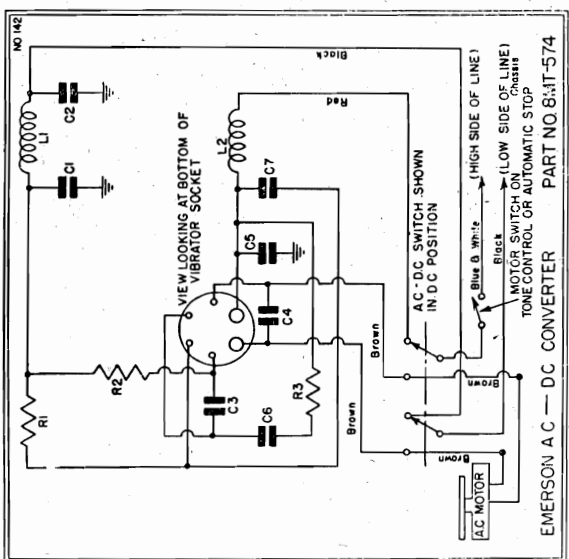 NO 142
Black
C2
L1
C1
Red
L2
C7
VIEW LOOKING AT BOTTOM OF
VIBRATOR SOCKET
C5
C4
R2
C3
C6
R3
R1
Brown
Brown
AC-DC SWITCH SHOWN
IN DC POSITION
Blue & White
(HIGH SIDE OF LINE)
(LOW SIDE OF LINE)
Chassis
Black
MOTOR SWITCH ON
TONE CONTROL OR AUTOMATIC STOP
Brown
Brown
A.C MOTOR
EMERSON AC — DC CONVERTER PART NO. 8MT-574